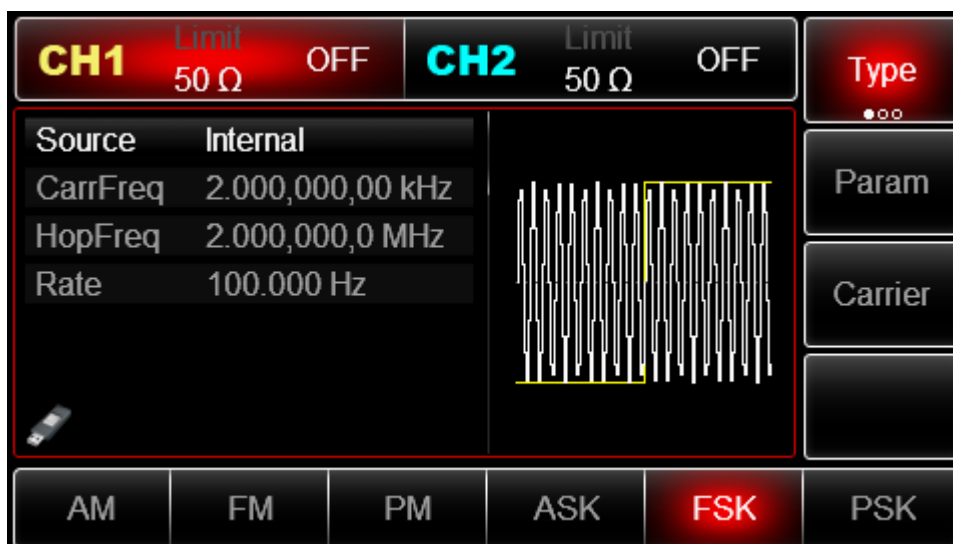 CH1 Limit 50 Ω OFF
CH2 Limit 50 Ω OFF
Type
Source Internal
CarrFreq 2.000,000,00 kHz
HopFreq 2.000,000,0 MHz
Rate 100.000 Hz
Param
Carrier
AM FM PM ASK FSK PSK